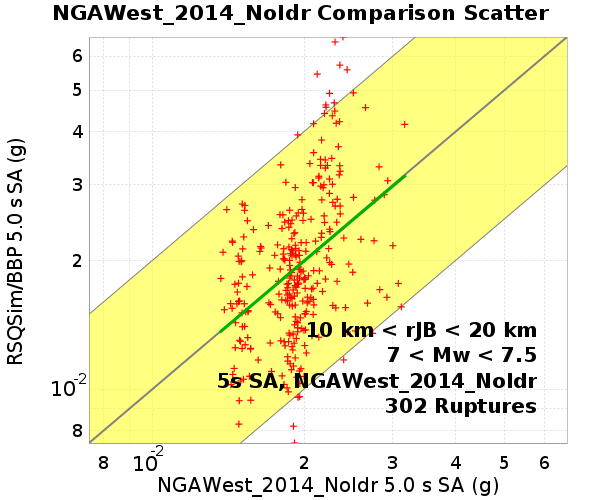 NGAWest_2014_NoIdr Comparison Scatter
RSQSim/BBP 5.0 s SA (g)
6
5
4
3
2
10⁻²
8
10 km < rJB < 20 km
7 < Mw < 7.5
5s SA, NGAWest_2014_NoIdr
302 Ruptures
8 10⁻² 2 3 4 5 6
NGAWest_2014_NoIdr 5.0 s SA (g)